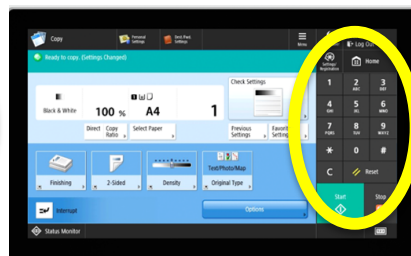 Copy
Personal Settings
Dest./Fwd. Settings
Menu
Log Out
Ready to copy. (Settings Changed)
Settings/Registration
Home
Check Settings
Black & White
100 %
A4
1
Direct
Copy Ratio
Select Paper
Previous Settings
Favorite Settings
1
2 ABC
3 DEF
4 GHI
5 JKL
6 MNO
7 PQRS
8 TUV
9 WXYZ
* 0 #
C
Reset
Text/Photo/Map
Finishing
2-Sided
Density
Original Type
Start
Stop
Interrupt
Options
Status Monitor